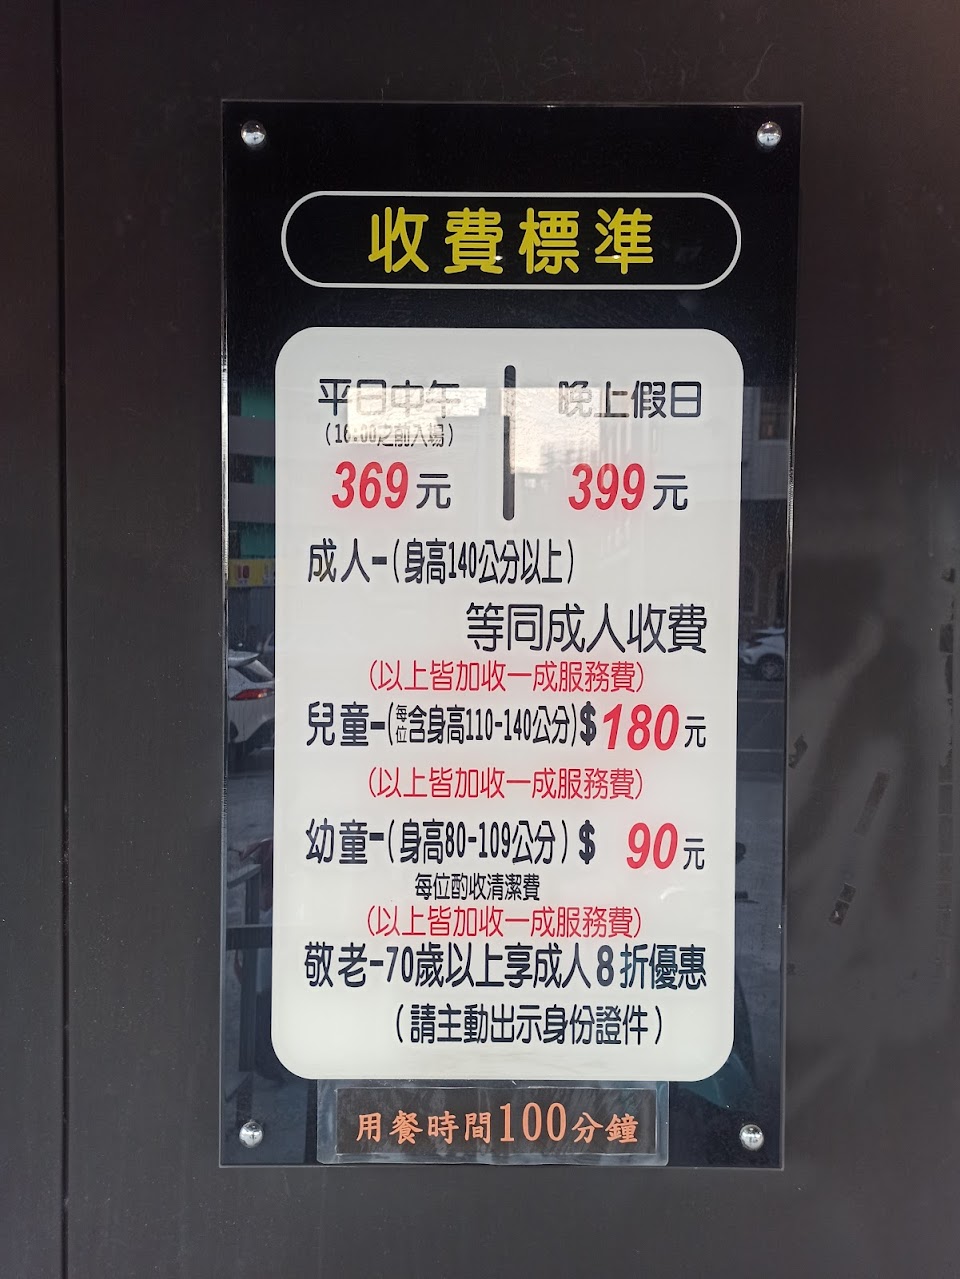 收費標準
平日中午
晚上假日
(16:00之前入場)
369元
399元
成人-(身高140公分以上)
等同成人收費
(以上皆加收一成服務費)
兒童-(每位含身高110-140公分)$180元
(以上皆加收一成服務費)
幼童-(身高80-109公分)$ 90元
每位酌收清潔費
(以上皆加收一成服務費)
敬老-70歲以上享成人8折優惠
(請主動出示身份證件)
用餐時間100分鐘